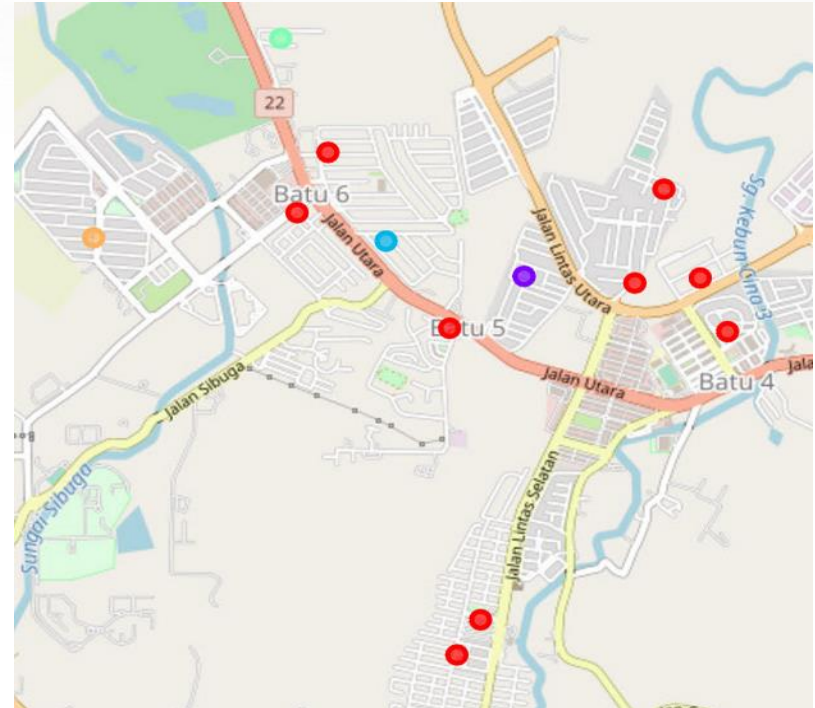 22
Batu 6
Jalan Utara
Jalan Lintas Utara
Sg. Kebun Cina 3
Batu 5
Jalan Utara
Jala
Batu 4
Jalan Sibuga
Sungai Sibuga
Jalan Lintas Selatan